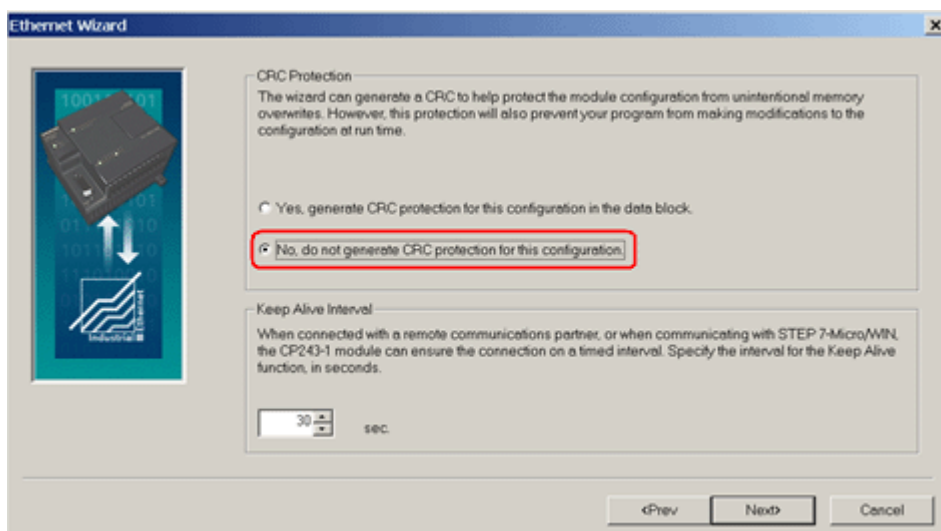 Ethernet Wizard
CRC Protection
The wizard can generate a CRC to help protect the module configuration from unintentional memory
overwrites. However, this protection will also prevent your program from making modifications to the
configuration at run time.
Yes, generate CRC protection for this configuration in the data block.
No, do not generate CRC protection for this configuration.
Keep Alive Interval
When connected with a remote communications partner, or when communicating with STEP 7-Micro/WIN,
the CP243-1 module can ensure the connection on a timed interval. Specify the interval for the Keep Alive
function, in seconds.
30 sec.
Industrial Ethernet
<Prev Next> Cancel